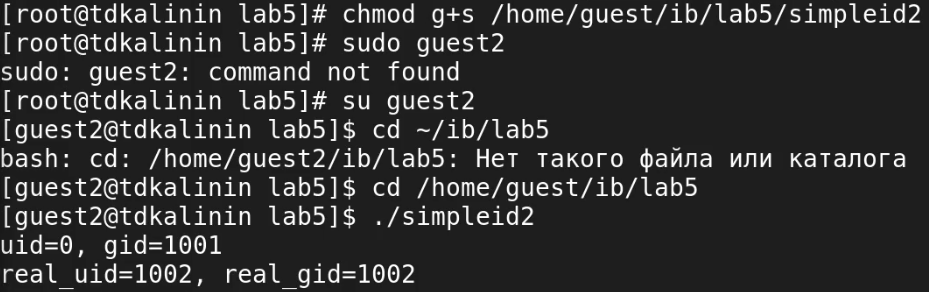 [root@tdkalinin lab5]# chmod g+s /home/guest/ib/lab5/simpleid2
[root@tdkalinin lab5]# sudo guest2
sudo: guest2: command not found
[root@tdkalinin lab5]# su guest2
[guest2@tdkalinin lab5]$ cd ~/ib/lab5
bash: cd: /home/guest2/ib/lab5: Нет такого файла или каталога
[guest2@tdkalinin lab5]$ cd /home/guest/ib/lab5
[guest2@tdkalinin lab5]$ ./simpleid2
uid=0, gid=1001
real_uid=1002, real_gid=1002